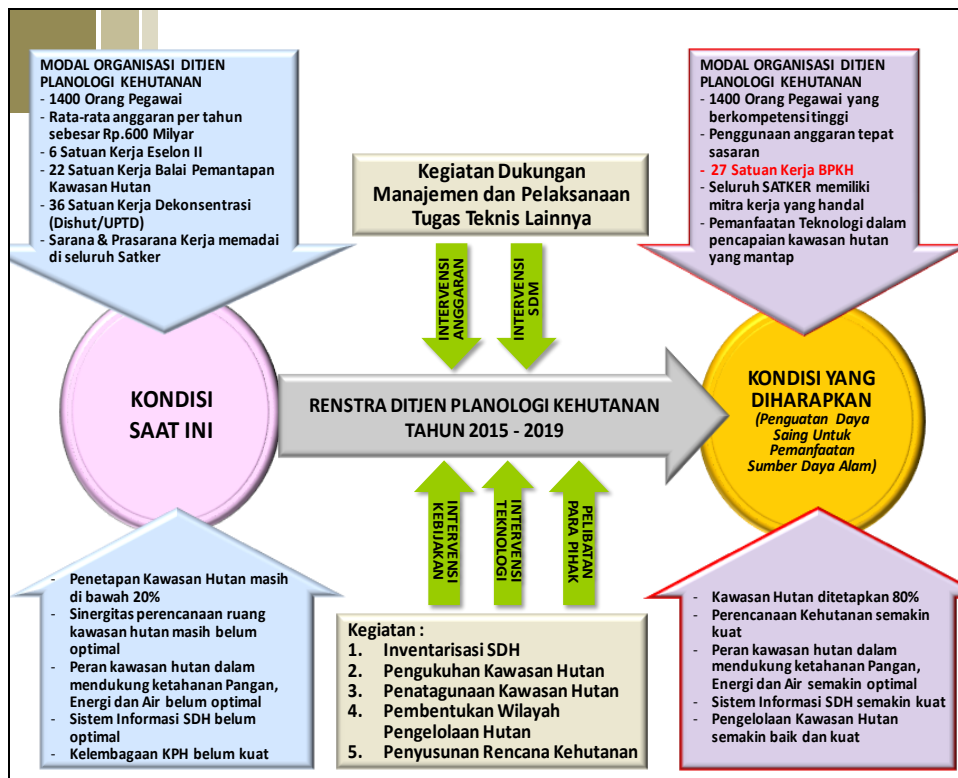 MODAL ORGANISASI DITJEN
PLANOLOGI KEHUTANAN
- 1400 Orang Pegawai
- Rata-rata anggaran per tahun
sebesar Rp.600 Milyar
- 6 Satuan Kerja Eselon II
- 22 Satuan Kerja Balai Pemantapan
Kawasan Hutan
- 36 Satuan Kerja Dekonsentrasi
(Dishut/UPTD)
- Sarana & Prasarana Kerja memadai
di seluruh Satker
Kegiatan Dukungan
Manajemen dan Pelaksanaan
Tugas Teknis Lainnya
MODAL ORGANISASI DITJEN
PLANOLOGI KEHUTANAN
- 1400 Orang Pegawai yang
berkompetensi tinggi
- Penggunaan anggaran tepat
sasaran
- 27 Satuan Kerja BPKH
- Seluruh SATKER memiliki
mitra kerja yang handal
- Pemanfaatan Teknologi dalam
pencapaian kawasan hutan
yang mantap
INTERVENSI
ANGGARAN
INTERVENSI
SDM
KONDISI
SAAT INI
RENSTRA DITJEN PLANOLOGI KEHUTANAN
TAHUN 2015 - 2019
KONDISI YANG
DIHARAPKAN
(Penguatan Daya
Saing Untuk
Pemanfaatan
Sumber Daya Alam)
INTERVENSI
KEBIJAKAN
INTERVENSI
TEKNOLOGI
PELIBATAN
PARA PIHAK
- Penetapan Kawasan Hutan masih
di bawah 20%
- Sinergitas perencanaan ruang
kawasan hutan masih belum
optimal
- Peran kawasan hutan dalam
mendukung ketahanan Pangan,
Energi dan Air belum optimal
- Sistem Informasi SDH belum
optimal
- Kelembagaan KPH belum kuat
Kegiatan :
1. Inventarisasi SDH
2. Pengukuhan Kawasan Hutan
3. Penatagunaan Kawasan Hutan
4. Pembentukan Wilayah
Pengelolaan Hutan
5. Penyusunan Rencana Kehutanan
- Kawasan Hutan ditetapkan 80%
- Perencanaan Kehutanan semakin
kuat
- Peran kawasan hutan dalam
mendukung ketahanan Pangan,
Energi dan Air semakin optimal
- Sistem Informasi SDH semakin kuat
- Pengelolaan Kawasan Hutan
semakin baik dan kuat